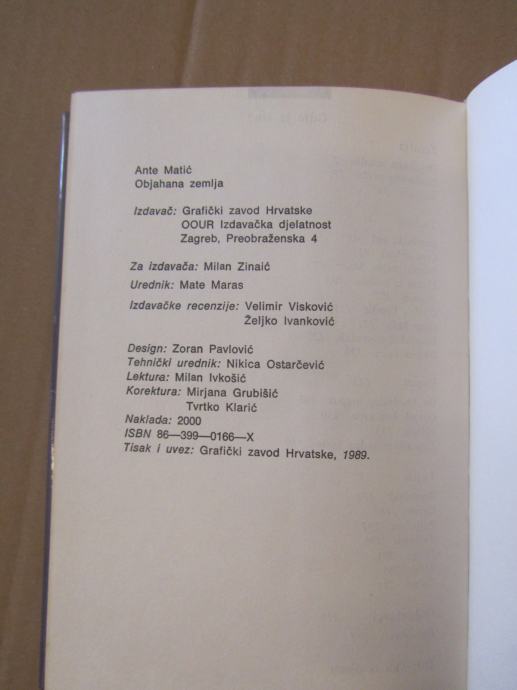 Ante Matić
Objahana zemlja
Izdavač: Grafički zavod Hrvatske
OOUR Izdavačka djelatnost
Zagreb, Preobraženska 4
Za izdavača: Milan Zinaić
Urednik: Mate Maras
Izdavačke recenzije: Velimir Visković
Željko Ivanković
Design: Zoran Pavlović
Tehnički urednik: Nikica Ostarčević
Lektura: Milan Ivkošić
Korektura: Mirjana Grubišić
Tvrtko Klarić
Naklada: 2000
ISBN 86—399—0166—X
Tisak i uvez: Grafički zavod Hrvatske, 1989.